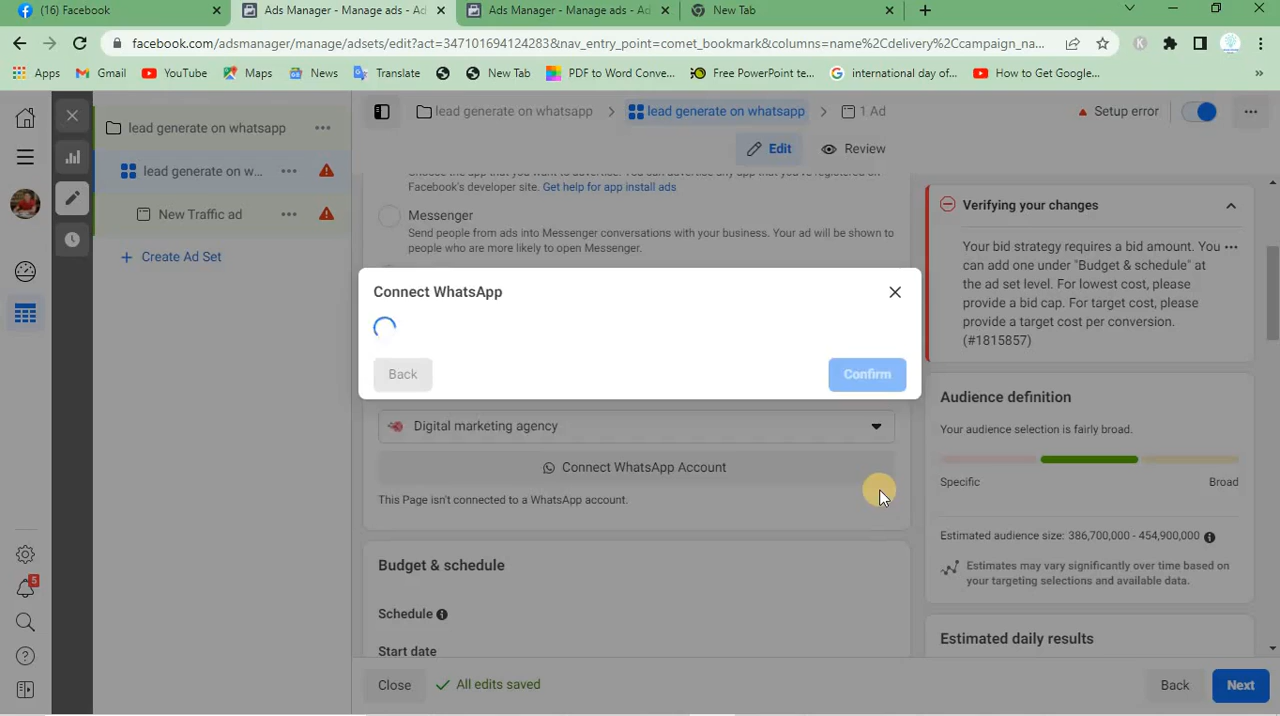 (16) Facebook
Ads Manager - Manage ads - Ad
Ads Manager - Manage ads - Ad
New Tab
facebook.com/adsmanager/manage/adsets/edit?act=347101694124283&nav_entry_point=comet_bookmark&columns=name%2Cdelivery%2Ccampaign_na...
Apps
Gmail
YouTube
Maps
News
Translate
New Tab
PDF to Word Conve...
Free PowerPoint te...
international day of...
How to Get Google...
lead generate on whatsapp
lead generate on w...
New Traffic ad
Create Ad Set
lead generate on whatsapp
lead generate on whatsapp
1 Ad
Setup error
Edit
Review
Facebook's developer site. Get help for app install ads
Messenger
Send people from ads into Messenger conversations with your business. Your ad will be shown to
people who are more likely to open Messenger.
Connect WhatsApp
Back
Confirm
Digital marketing agency
Connect WhatsApp Account
This Page isn't connected to a WhatsApp account.
Budget & schedule
Schedule
Start date
Verifying your changes
Your bid strategy requires a bid amount. You
can add one under "Budget & schedule" at
the ad set level. For lowest cost, please
provide a bid cap. For target cost, please
provide a target cost per conversion.
(#1815857)
Audience definition
Your audience selection is fairly broad.
Specific
Broad
Estimated audience size: 386,700,000 - 454,900,000
Estimates may vary significantly over time based on
your targeting selections and available data.
Estimated daily results
5
Close
All edits saved
Back
Next